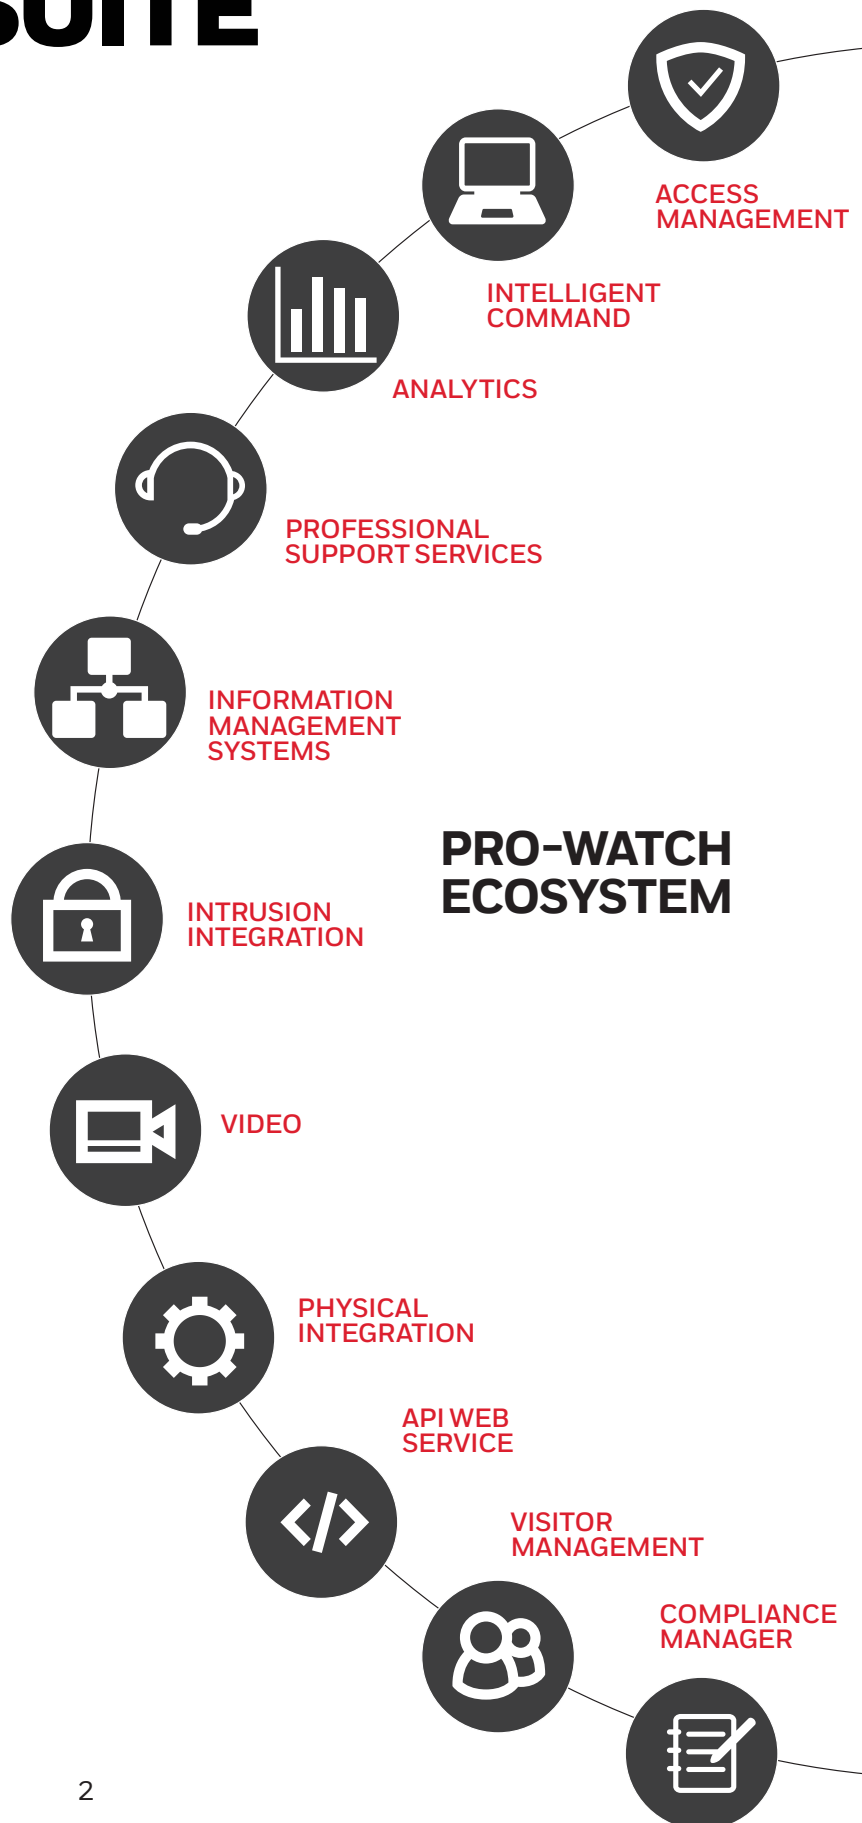 SUITE
ACCESS
MANAGEMENT
INTELLIGENT
COMMAND
ANALYTICS
PROFESSIONAL
SUPPORT SERVICES
INFORMATION
MANAGEMENT
SYSTEMS
PRO-WATCH
ECOSYSTEM
INTRUSION
INTEGRATION
VIDEO
PHYSICAL
INTEGRATION
API WEB
SERVICE
VISITOR
MANAGEMENT
COMPLIANCE
MANAGER
2